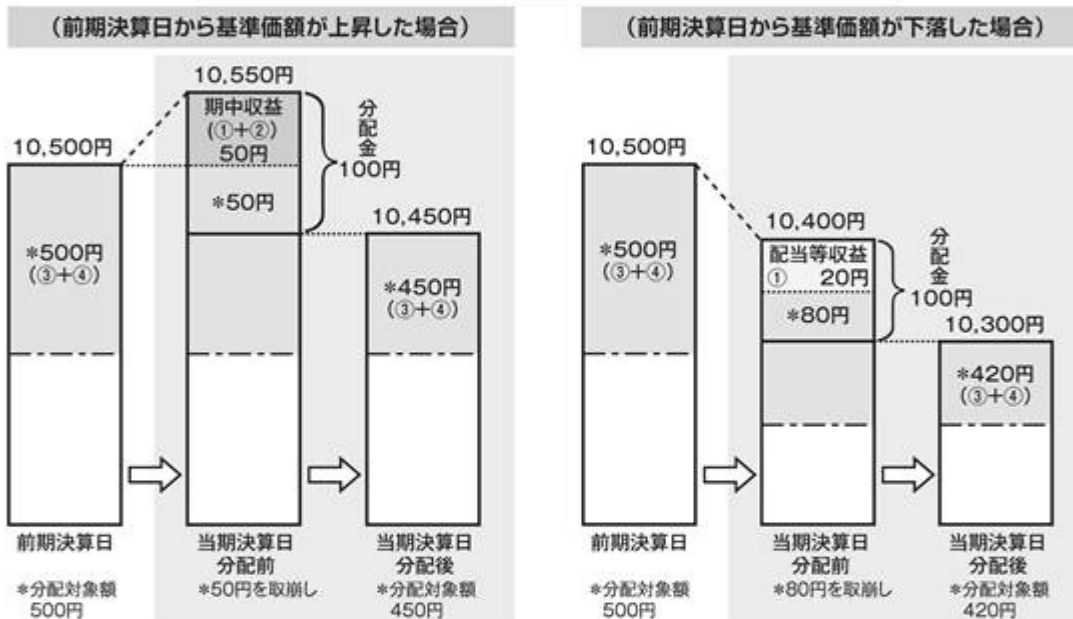 (前期決算日から基準価額が上昇した場合)
10,550円
期中収益
(①+②)
50円
*50円
分配金
100円
10,500円
*500円
(③+④)
10,450円
*450円
(③+④)
前期決算日
*分配対象額
500円
当期決算日
分配前
*50円を取崩し
当期決算日
分配後
*分配対象額
450円
(前期決算日から基準価額が下落した場合)
10,500円
*500円
(③+④)
10,400円
配当等収益
① 20円
*80円
分配金
100円
10,300円
*420円
(③+④)
前期決算日
*分配対象額
500円
当期決算日
分配前
*80円を取崩し
当期決算日
分配後
*分配対象額
420円